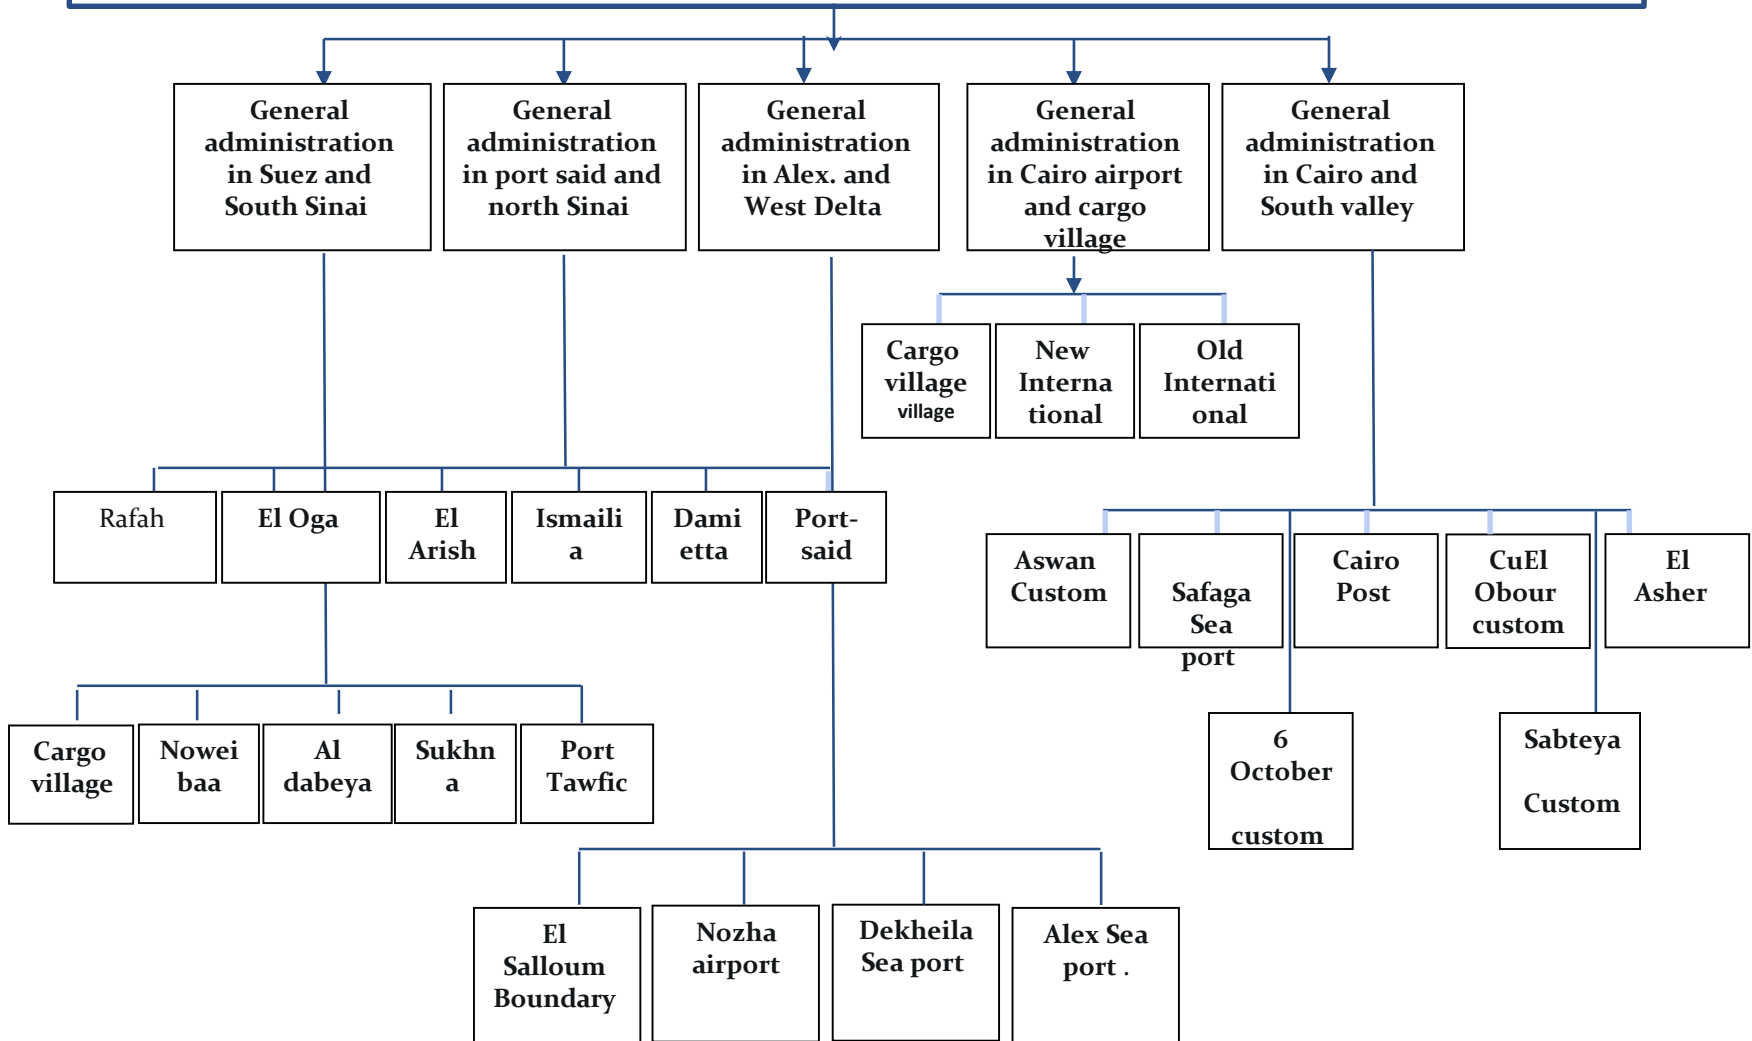 General
administration
in Suez and
South Sinai
General
administration
in port said and
north Sinai
General
administration
in Alex. and
West Delta
General
administration
in Cairo airport
and cargo
village
General
administration
in Cairo and
South valley
Cargo
village
village
New
Interna
tional
Old
Internati
onal
Rafah
El Oga
El
Arish
Ismaili
a
Dami
etta
Port-
said
Aswan
Custom
Safaga
Sea
port
Cairo
Post
CuEl
Obour
custom
El
Asher
Cargo
village
Nowei
baa
Al
dabeya
Sukhn
a
Port
Tawfic
6
October
custom
Sabteya
Custom
El
Salloum
Boundary
Nozha
airport
Dekheila
Sea port
Alex Sea
port .